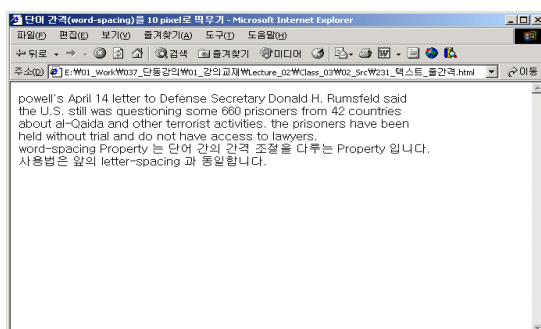 단어 간격(word-spacing)를 10 pixel로 띄우기 - Microsoft Internet Explorer
파일(F) 편집(E) 보기(V) 즐겨찾기(A) 도구(T) 도움말(H)
뒤로 검색 즐겨찾기 미디어
주소(D) E:₩01_Work₩037_단동강의₩01_강의교재₩Lecture_02₩Class_03₩02_Src₩231_텍스트_줄간격.html 이동
powell's April 14 letter to Defense Secretary Donald H. Rumsfeld said
the U.S. still was questioning some 660 prisoners from 42 countries
about al-Qaida and other terrorist activities. the prisoners have been
held without trial and do not have access to lawyers.
word-spacing Property 는 단어 간의 간격 조절을 다루는 Property 입니다.
사용법은 앞의 letter-spacing 과 동일합니다.